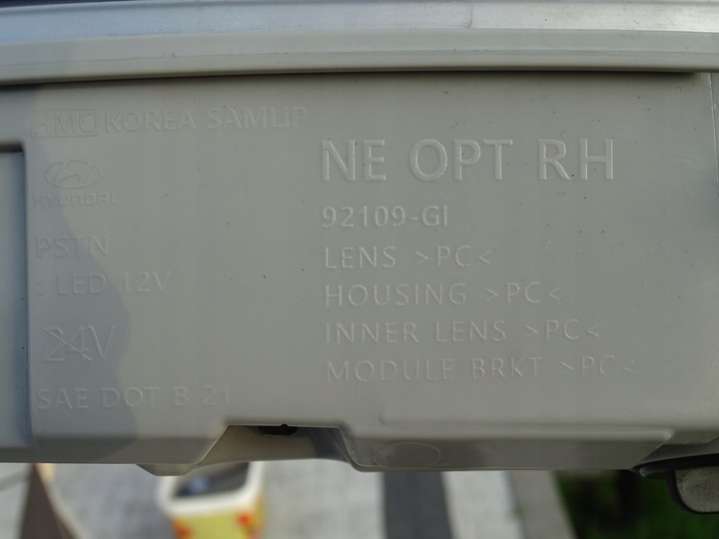 AMC KOREA SAMLIP
HYUNDAI
PSTN
: LED 12V
24V
SAE DOT B 21
NE OPT RH
92109-GI
LENS >PC<
HOUSING >PC<
INNER LENS >PC<
MODULE BRKT >PC<